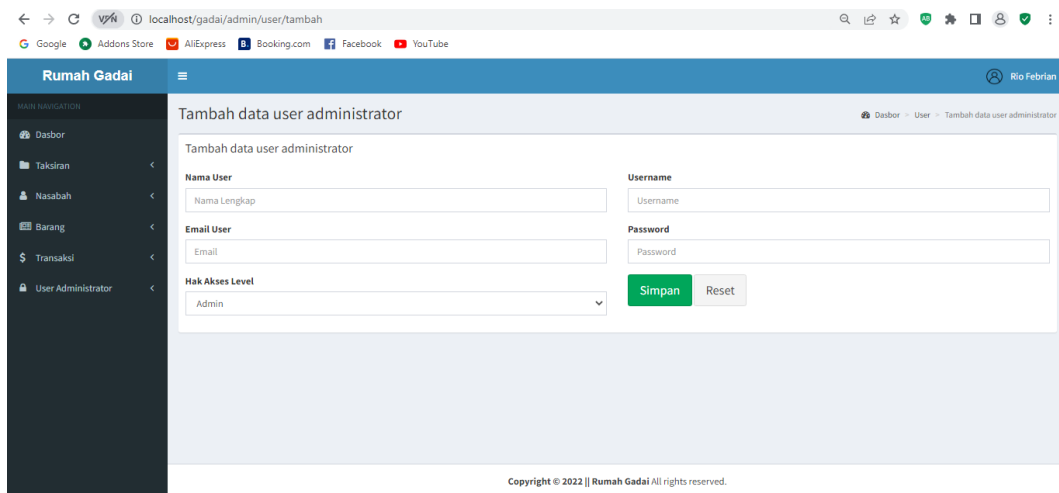 VPN localhost/gadai/admin/user/tambah
Google Addons Store AliExpress B. Booking.com Facebook YouTube
Rumah Gadai Rio Febrian
MAIN NAVIGATION
Dasbor
Taksiran
Nasabah
Barang
$ Transaksi
User Administrator
Tambah data user administrator
Dasbor > User > Tambah data user administrator
Tambah data user administrator
Nama User
Nama Lengkap
Username
Username
Email User
Email
Password
Password
Hak Akses Level
Admin
Simpan Reset
Copyright © 2022 || Rumah Gadai All rights reserved.